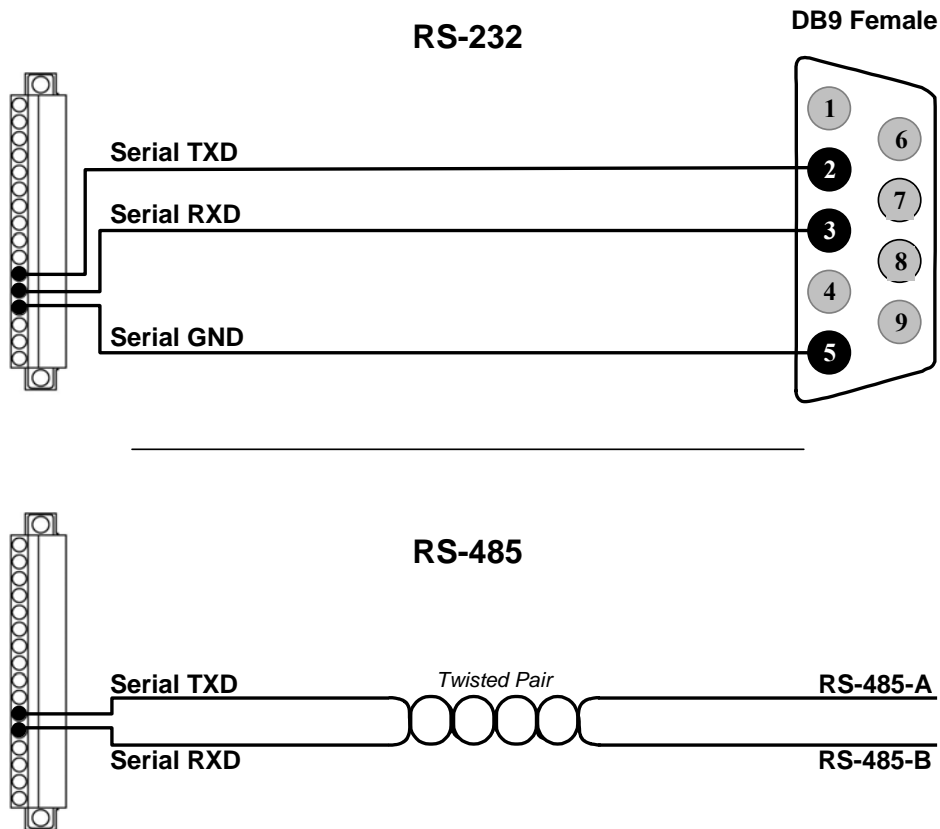 DB9 Female
RS-232
1
6
Serial TXD
2
7
Serial RXD
3
8
4
9
Serial GND
5
RS-485
Serial TXD
Twisted Pair
RS-485-A
Serial RXD
RS-485-B